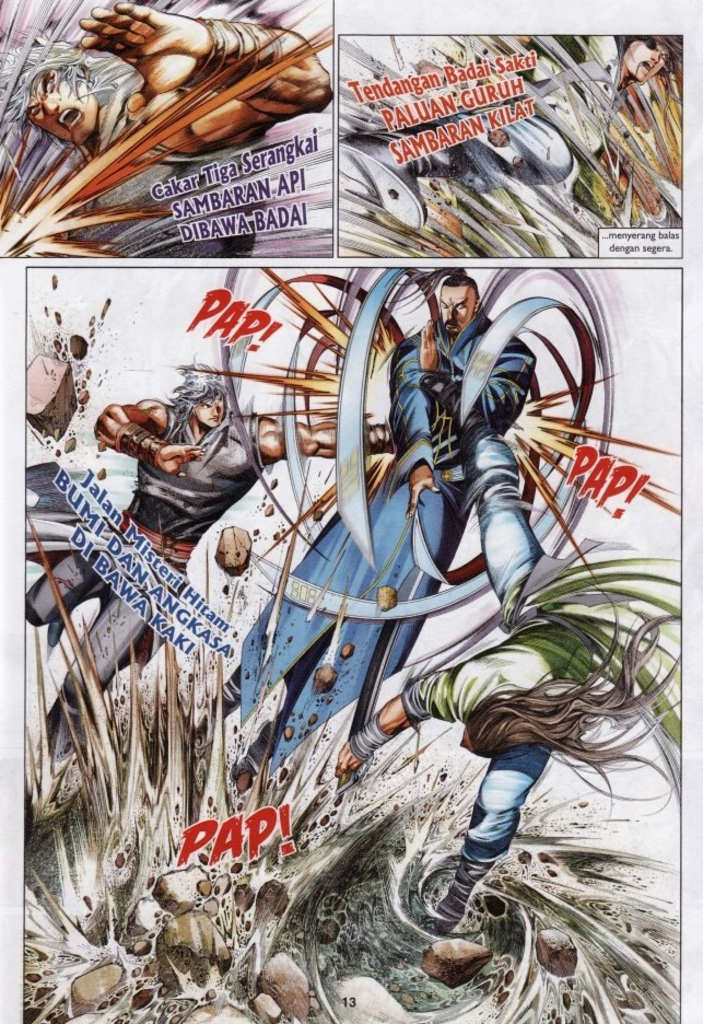 Cakar Tiga Serangkai
SAMBARAN API
DIBAWA BADAI
Tendangan Badai Sakti
PALUAN GURUH
SAMBARAN KILAT
...menyerang balas
dengan segera.
PAP!
PAP!
Jalan Misteri Hitam
BUMI DAN ANGKASA
DI BAWA KAKI
PAP!
13